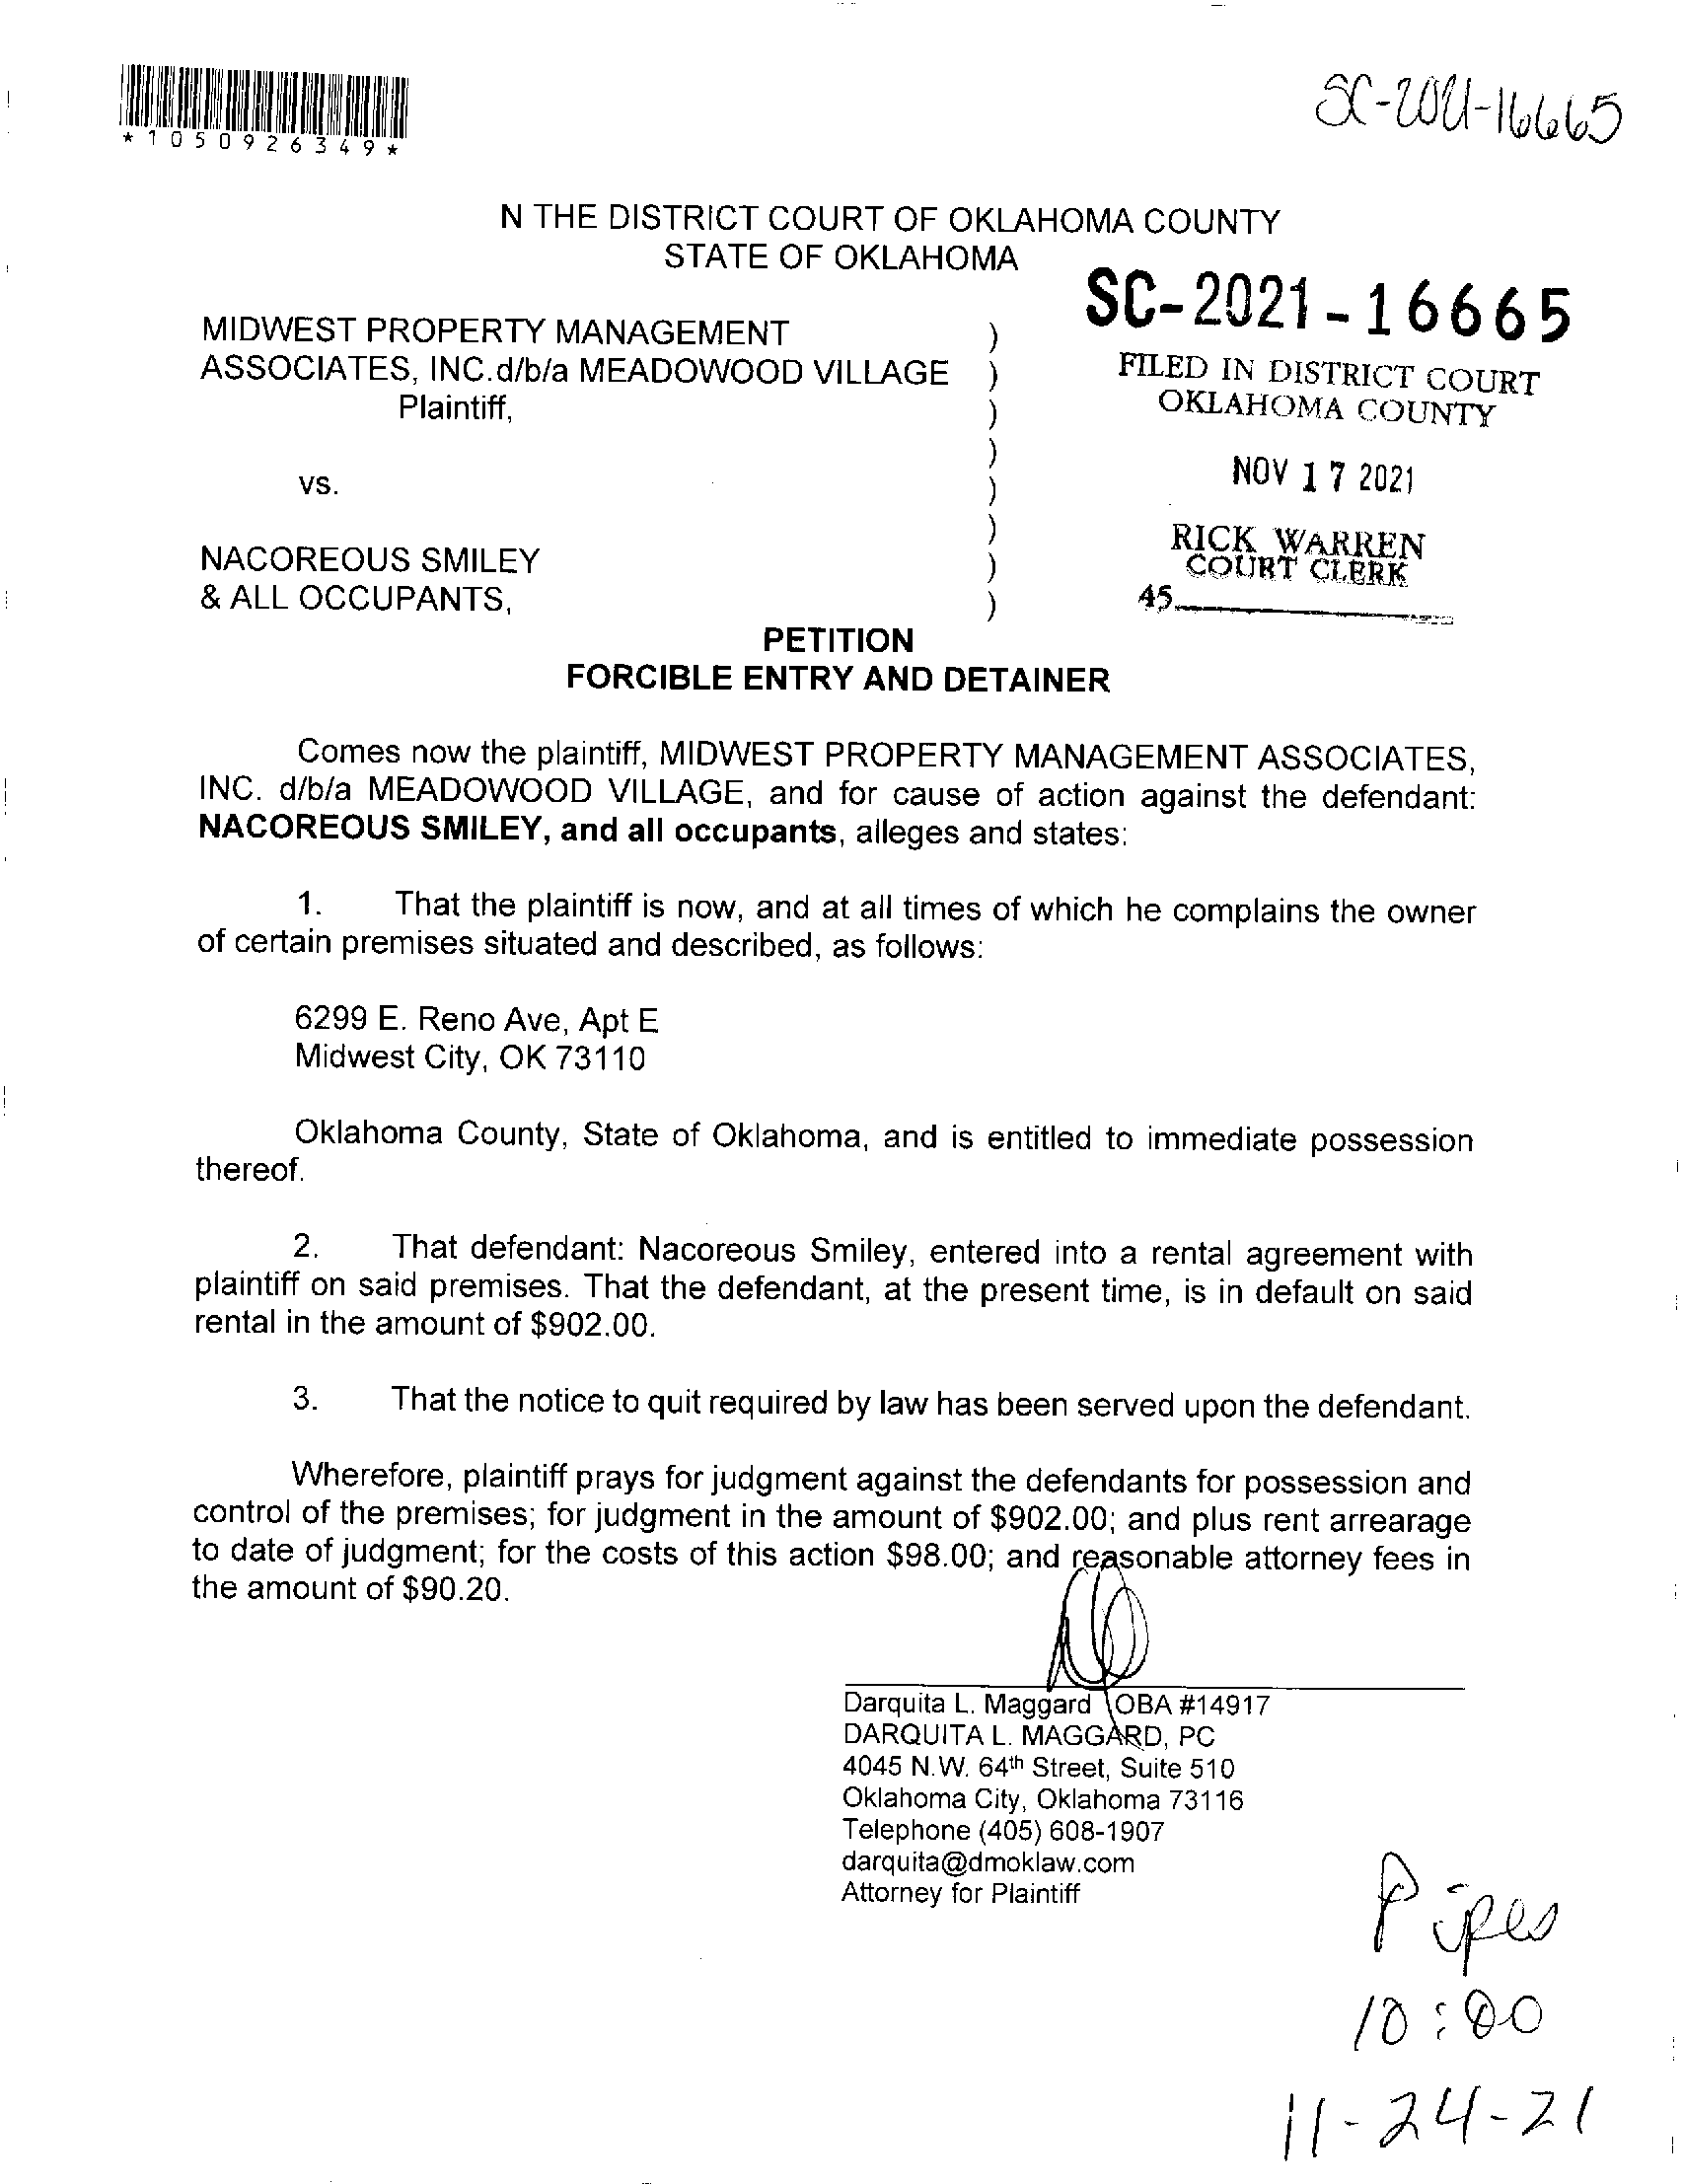 *1050926349*
SC-2021-16665
N THE DISTRICT COURT OF OKLAHOMA COUNTY
STATE OF OKLAHOMA
SC-2021-16665
MIDWEST PROPERTY MANAGEMENT )
ASSOCIATES, INC.d/b/a MEADOWOOD VILLAGE )
Plaintiff, )
)
vs. )
)
NACOREOUS SMILEY )
& ALL OCCUPANTS, )
FILED IN DISTRICT COURT
OKLAHOMA COUNTY
NOV 17 2021
RICK WARREN
COURT CLERK
45
PETITION
FORCIBLE ENTRY AND DETAINER
Comes now the plaintiff, MIDWEST PROPERTY MANAGEMENT ASSOCIATES,
INC. d/b/a MEADOWOOD VILLAGE, and for cause of action against the defendant:
NACOREOUS SMILEY, and all occupants, alleges and states:
1. That the plaintiff is now, and at all times of which he complains the owner
of certain premises situated and described, as follows:
6299 E. Reno Ave, Apt E
Midwest City, OK 73110
Oklahoma County, State of Oklahoma, and is entitled to immediate possession
thereof.
2. That defendant: Nacoreous Smiley, entered into a rental agreement with
plaintiff on said premises. That the defendant, at the present time, is in default on said
rental in the amount of $902.00.
3. That the notice to quit required by law has been served upon the defendant.
Wherefore, plaintiff prays for judgment against the defendants for possession and
control of the premises; for judgment in the amount of $902.00; and plus rent arrearage
to date of judgment; for the costs of this action $98.00; and reasonable attorney fees in
the amount of $90.20.
Darquita L. Maggard OBA #14917
DARQUITA L. MAGGARD, PC
4045 N.W. 64th Street, Suite 510
Oklahoma City, Oklahoma 73116
Telephone (405) 608-1907
darquita@dmoklaw.com
Attorney for Plaintiff
Pipes
10:00
11-24-21